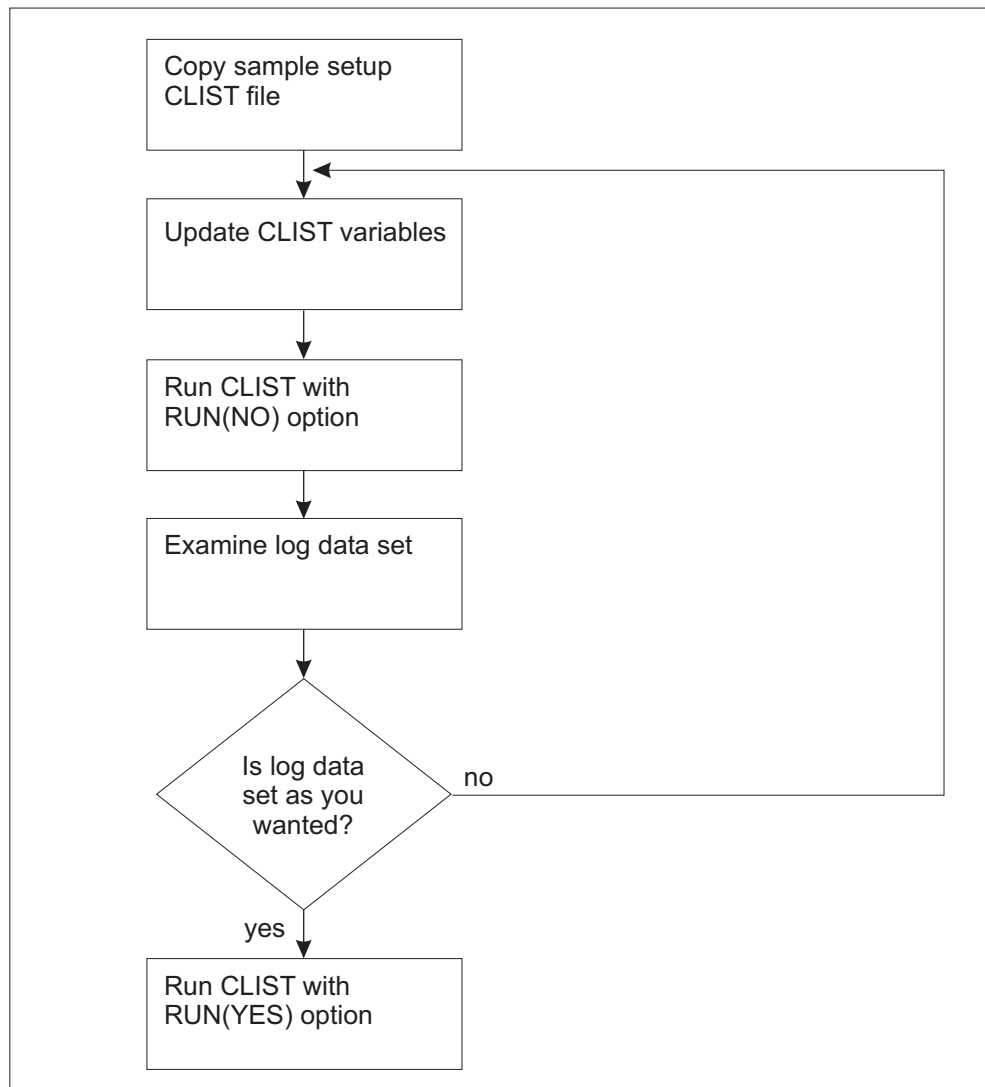 Copy sample setup
CLIST file
Update CLIST variables
Run CLIST with
RUN(NO) option
Examine log data set
Is log data
set as you
wanted?
no
yes
Run CLIST with
RUN(YES) option